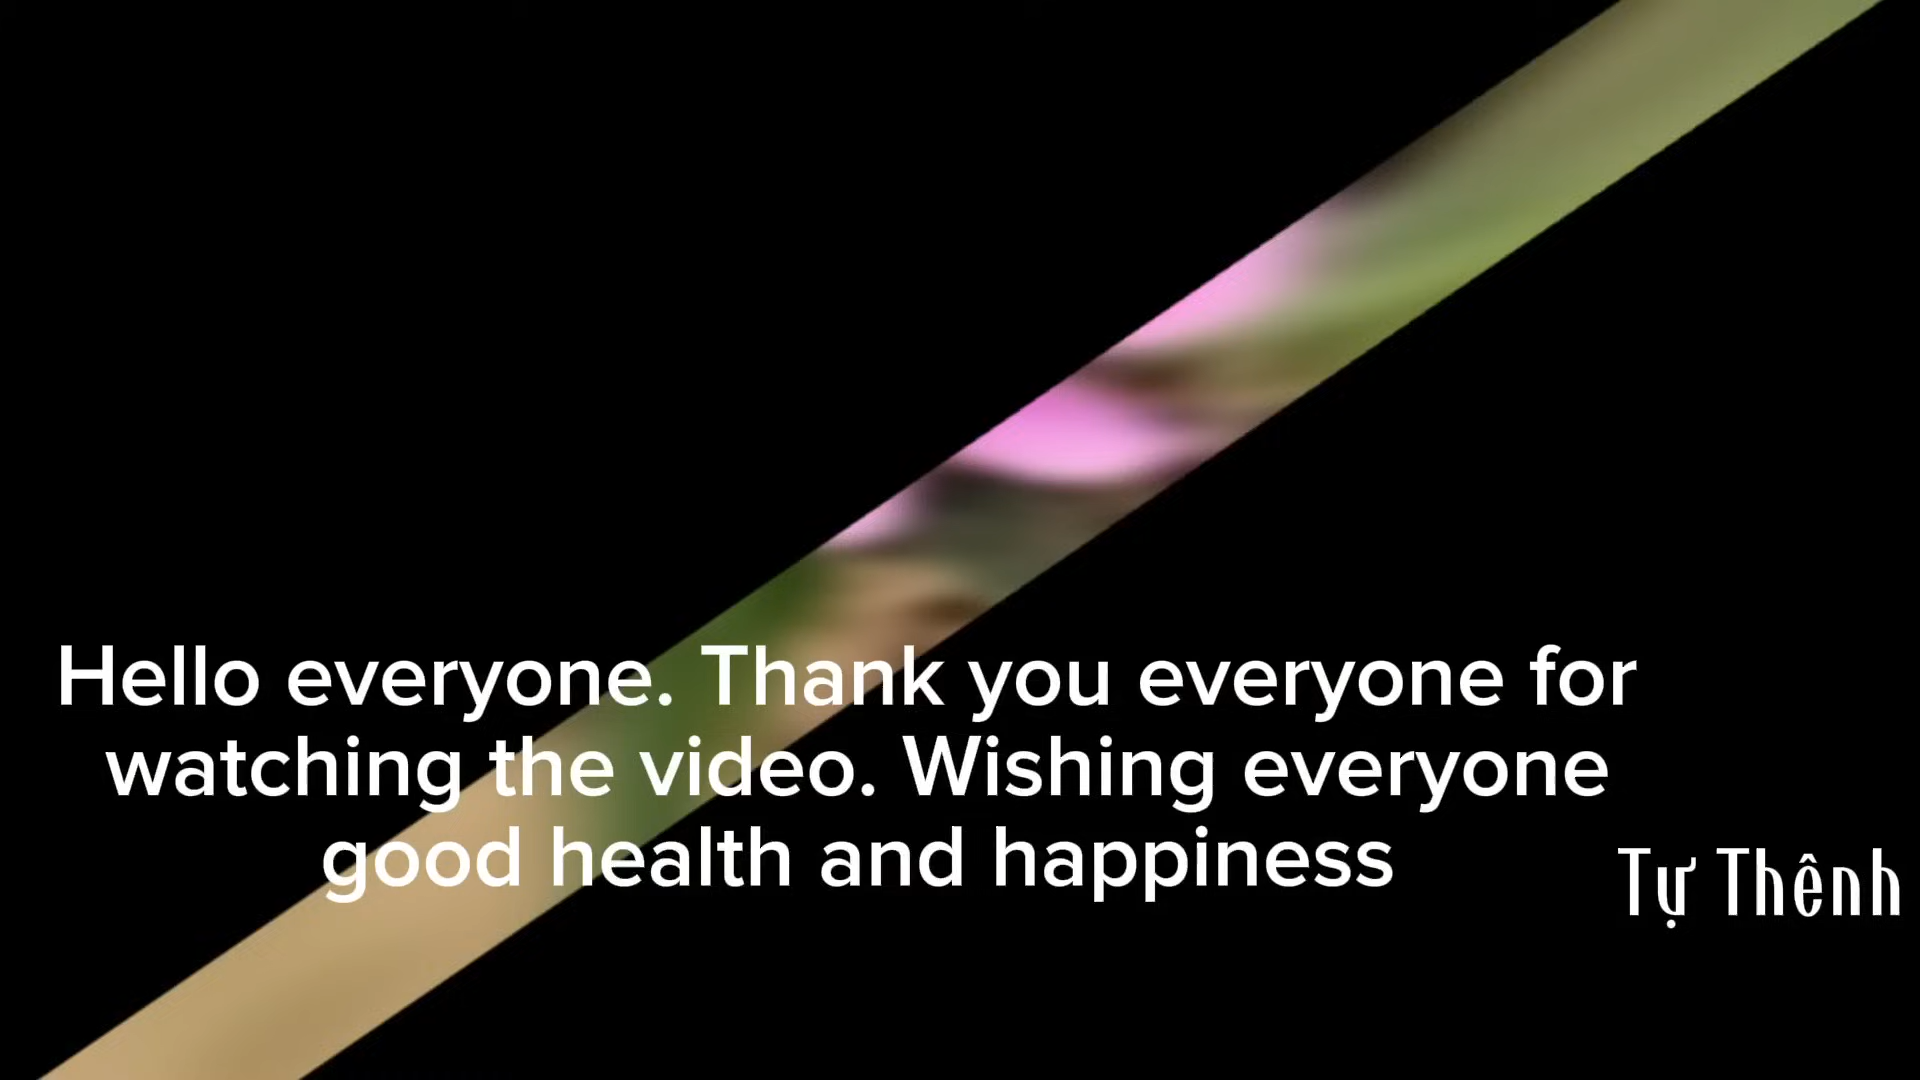 Hello everyone. Thank you everyone for
watching the video. Wishing everyone
good health and happiness
Tự Thênh